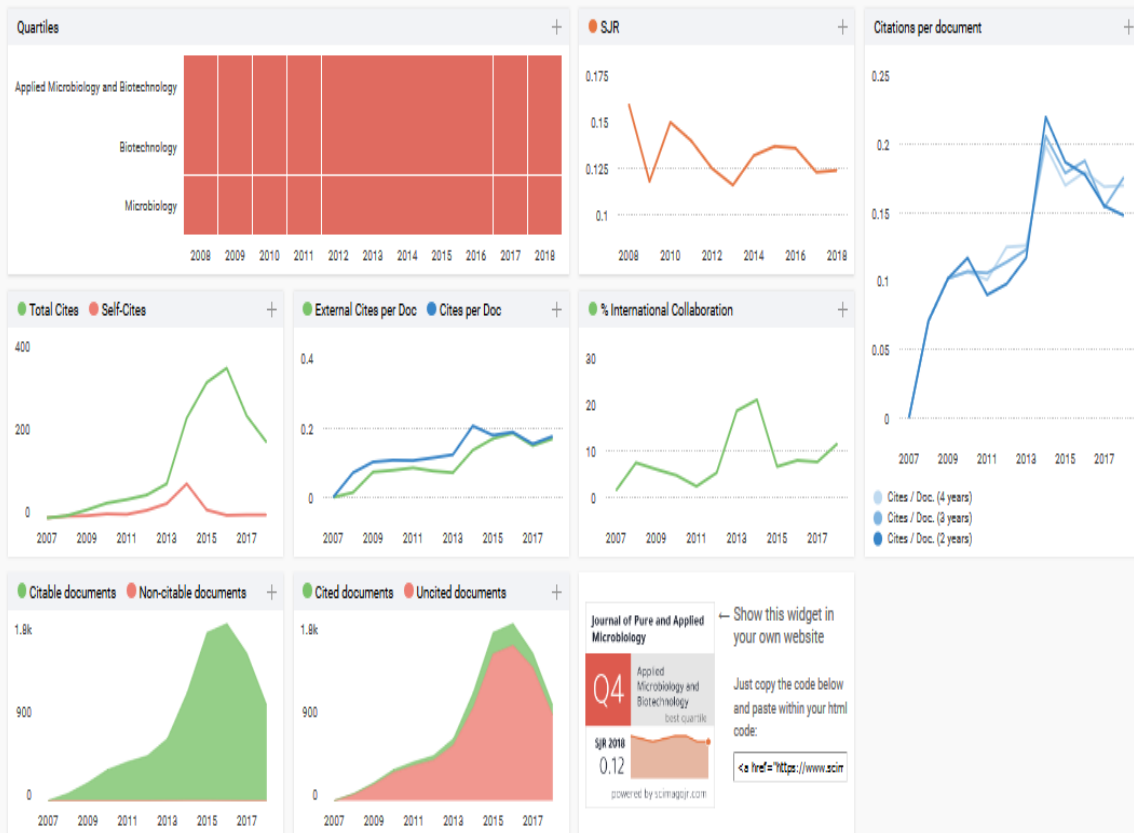 Quartiles
+
Applied Microbiology and Biotechnology
Biotechnology
Microbiology
2008 2009 2010 2011 2012 2013 2014 2015 2016 2017 2018
SJR
+
0.175
0.15
0.125
0.1
2008 2010 2012 2014 2016 2018
Citations per document
+
0.25
0.2
0.15
0.1
0.05
0
2007 2009 2011 2013 2015 2017
Cites / Doc. (4 years)
Cites / Doc. (3 years)
Cites / Doc. (2 years)
Total Cites Self-Cites
+
400
200
0
2007 2009 2011 2013 2015 2017
External Cites per Doc Cites per Doc
+
0.4
0.2
0
2007 2009 2011 2013 2015 2017
% International Collaboration
+
30
20
10
0
2007 2009 2011 2013 2015 2017
Citable documents Non-citable documents
+
1.8k
900
0
2007 2009 2011 2013 2015 2017
Cited documents Uncited documents
+
1.8k
900
0
2007 2009 2011 2013 2015 2017
Journal of Pure and Applied
Microbiology
Q4
Applied
Microbiology and
Biotechnology
best quartile
SJR 2018
0.12
powered by scimagojr.com
← Show this widget in
your own website
Just copy the code below
and paste within your html
code:
<a href="https://www.scim